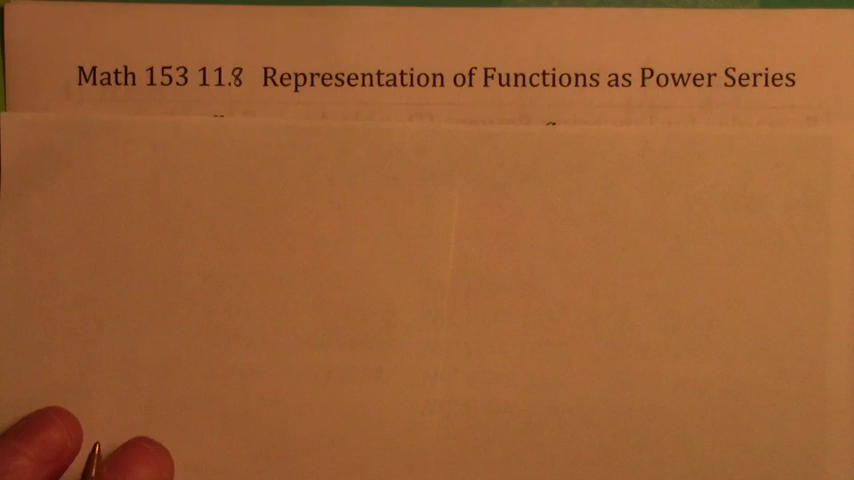 Math 153 11.8 Representation of Functions as Power Series